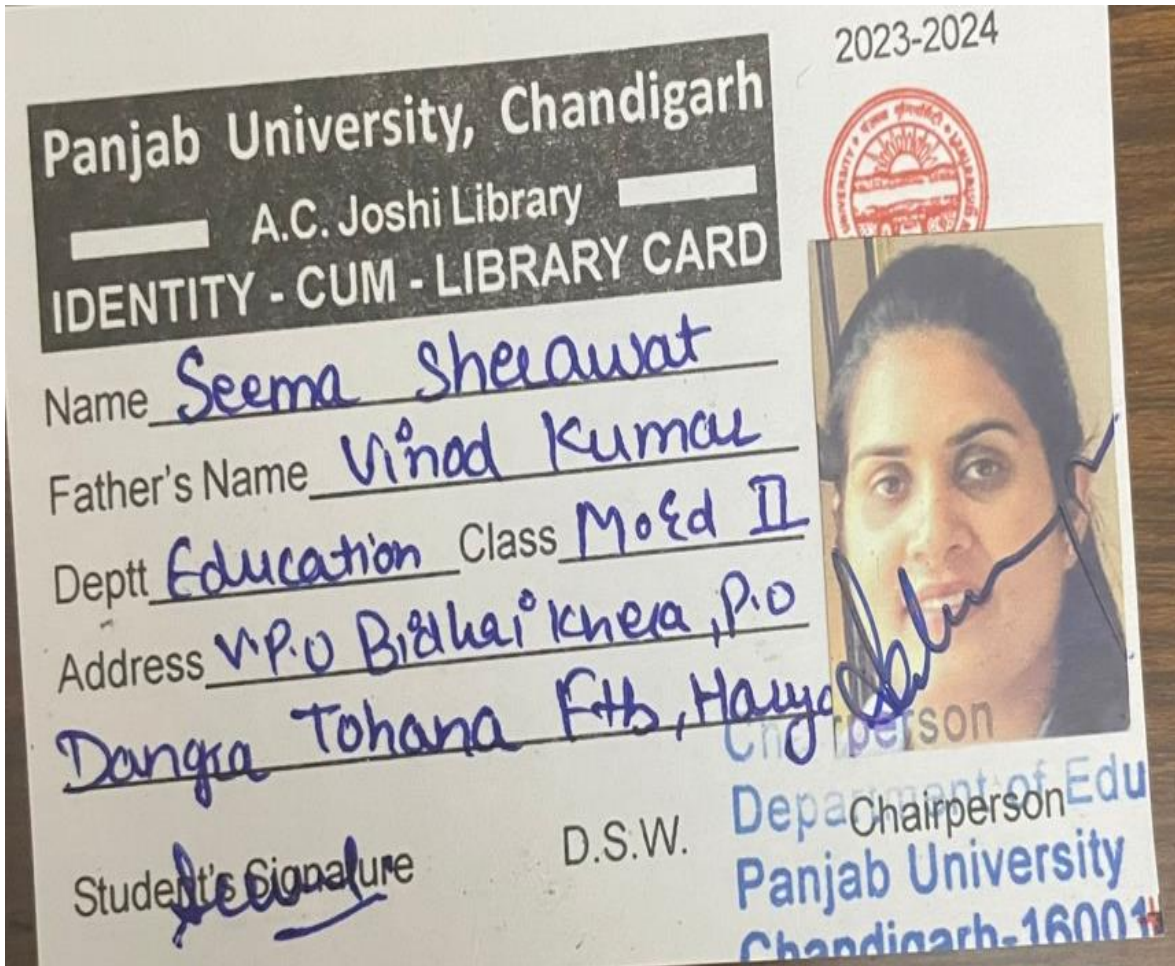 2023-2024
Panjab University, Chandigarh
A.C. Joshi Library
IDENTITY - CUM - LIBRARY CARD
Name Seema Sherawat
Father's Name Vinod Kumar
Deptt Education Class M.Ed II
Address V.P.O Bidhai Khera, P.O
Dangra Tohana Ftb, Harya
Chairperson
Department of Edu
Chairperson
Student's Signature D.S.W.
Panjab University
Chandigarh-16001